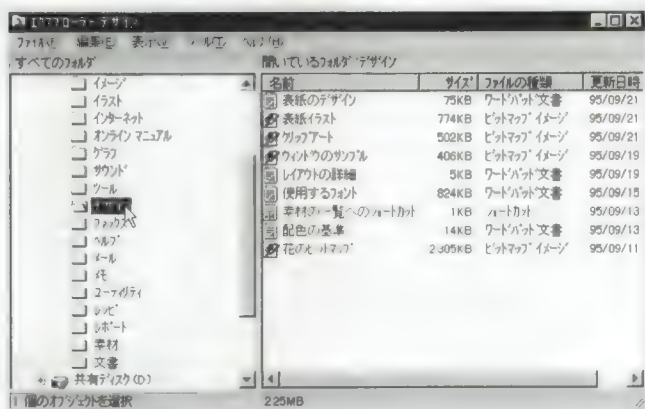 エクスプローラー - デザイン
ファイル(F) 編集(E) 表示(V) ツール(T) ヘルプ(H)
すべてのフォルダ 開いているフォルダ デザイン
名前 サイズ ファイルの種類 更新日時
イメージ
イラスト
インターネット
オンライン マニュアル
グラフ
サウンド
ツール
ファックス
ヘルプ
メール
メモ
ユーティリティ
レシピ
レポート
素材
文書
共有ディスク (D)
表紙のデザイン 75KB ワードパッド文書 95/09/21
表紙イラスト 774KB ビットマップ イメージ 95/09/21
クリップアート 502KB ビットマップ イメージ 95/09/21
ウィンドウのサンプル 406KB ビットマップ イメージ 95/09/19
レイアウトの詳細 5KB ワードパッド文書 95/09/19
使用するフォント 824KB ワードパッド文書 95/09/15
素材の一覧へのショートカット 1KB ショートカット 95/09/13
配色の基準 14KB ワードパッド文書 95/09/13
花のビットマップ 2305KB ビットマップ イメージ 95/09/11
1 個のオブジェクトを選択 2.25MB